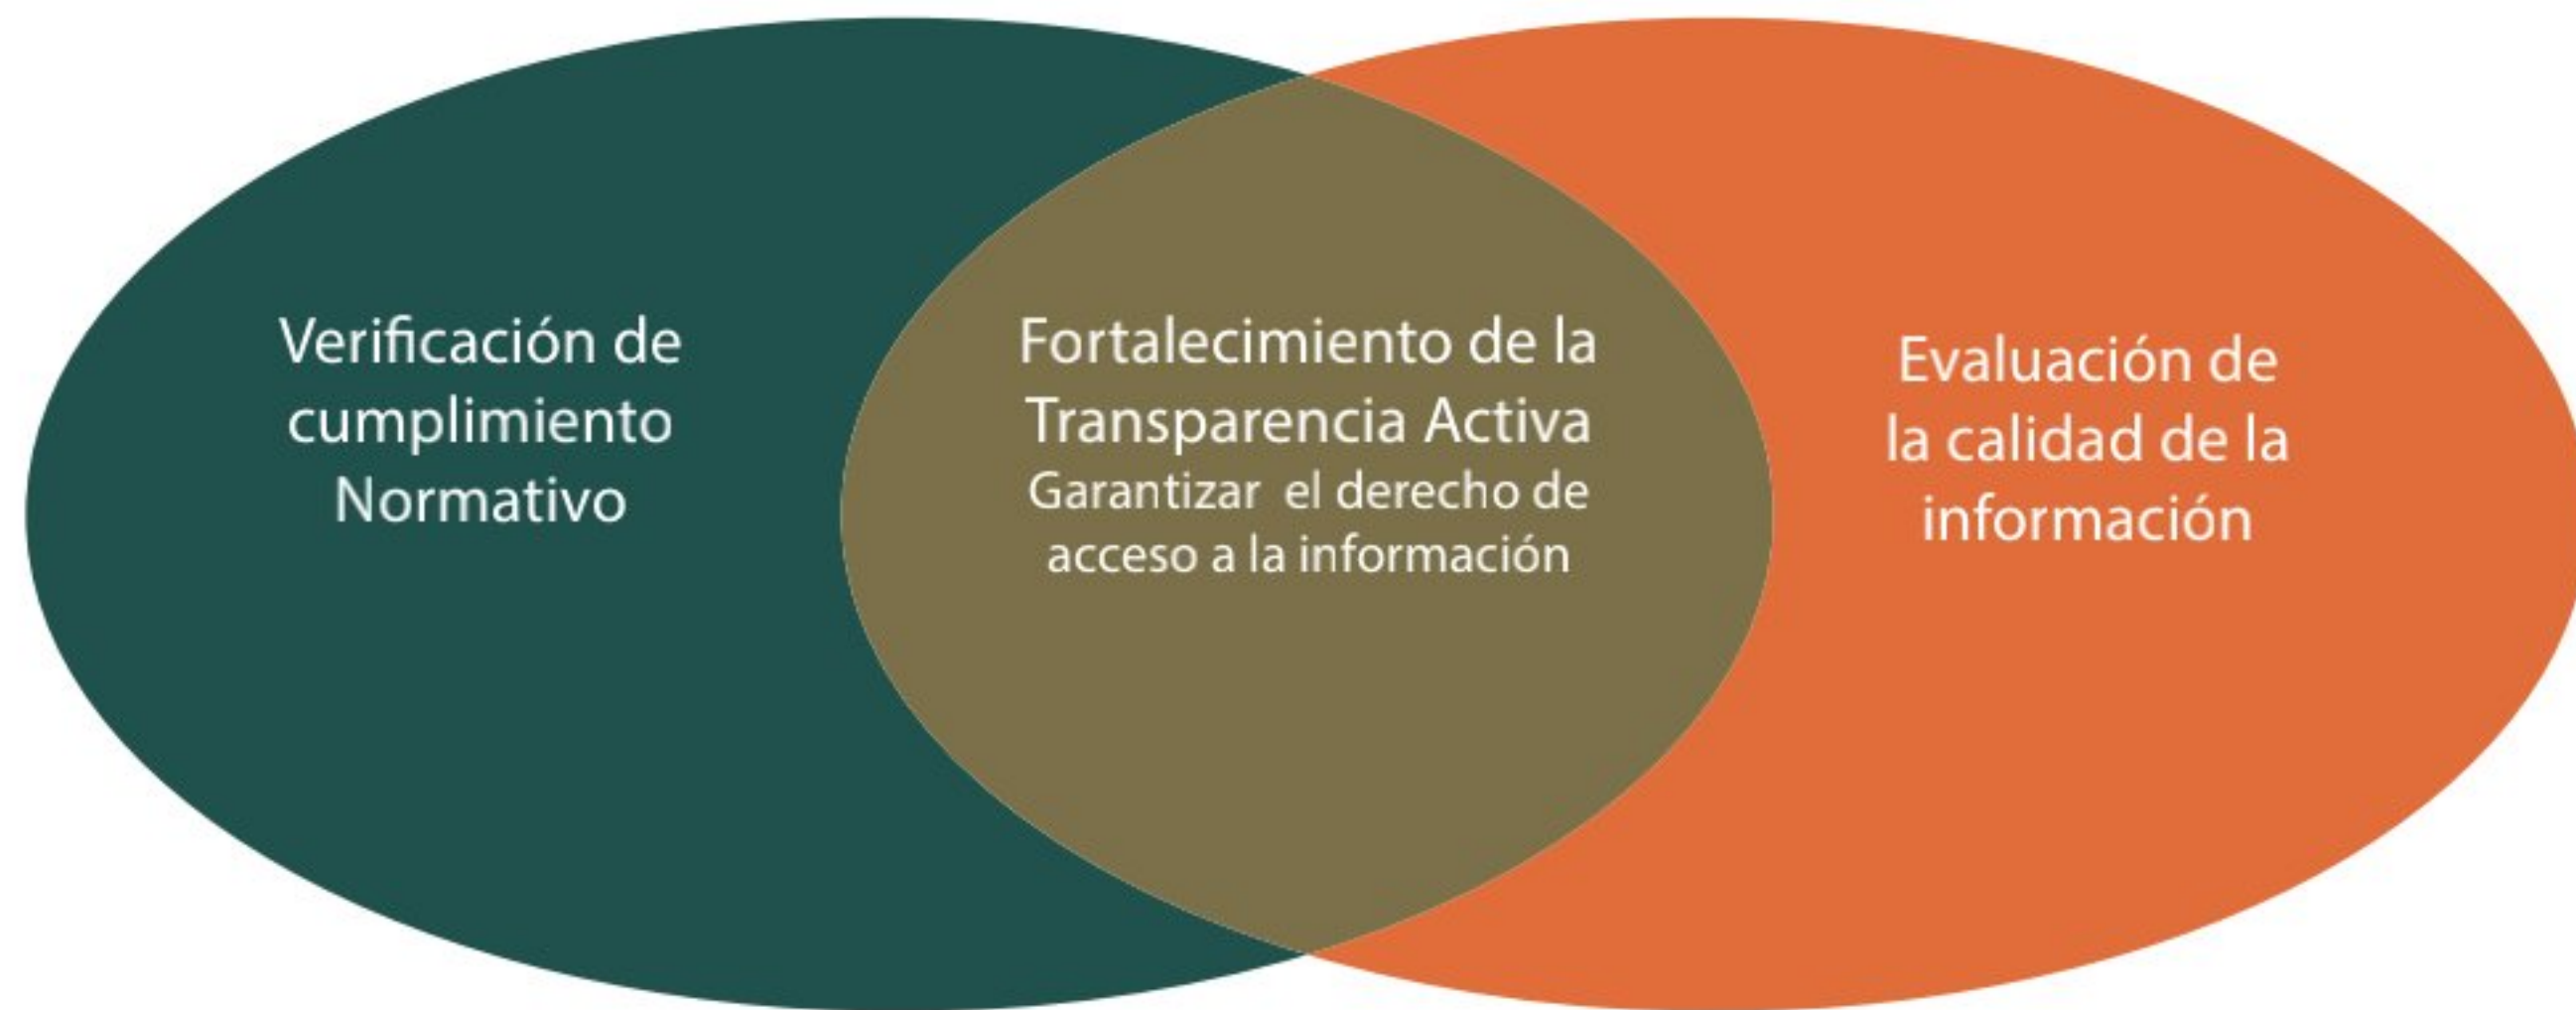 Verificación de
cumplimiento
Normativo
Fortalecimiento de la
Transparencia Activa
Garantizar el derecho de
acceso a la información
Evaluación de
la calidad de la
información